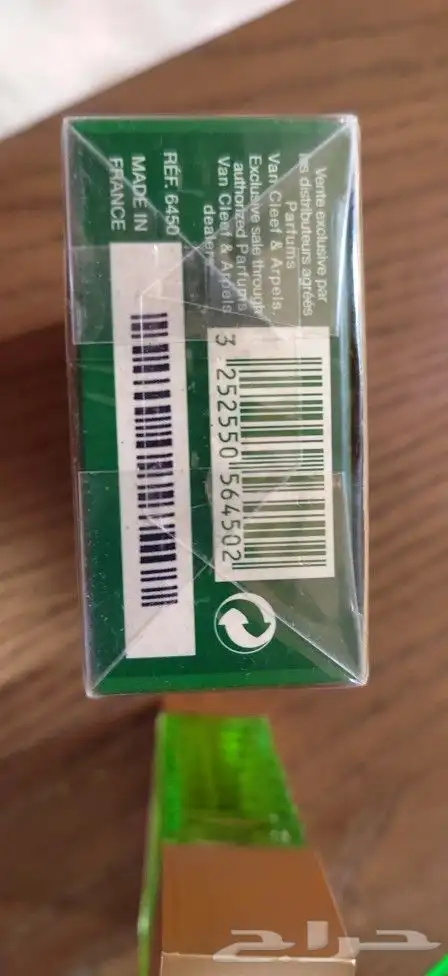 Vente exclusive par
les distributeurs agréés
Parfums
Van Cleef & Arpels.
Exclusive sale through
authorized Parfums
Van Cleef & Arpels
dealers
RÉF. 6450
MADE IN
FRANCE
3 252550 564502
حراج